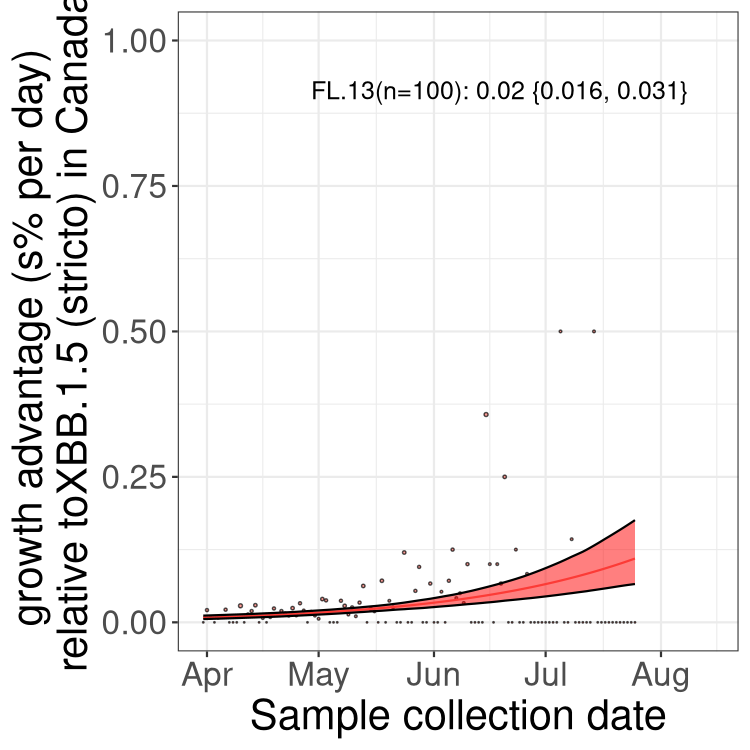 growth advantage (s% per day)
relative toXBB.1.5 (stricto) in Canada
1.00
0.75
0.50
0.25
0.00
FL.13(n=100): 0.02 {0.016, 0.031}
Apr May Jun Jul Aug
Sample collection date